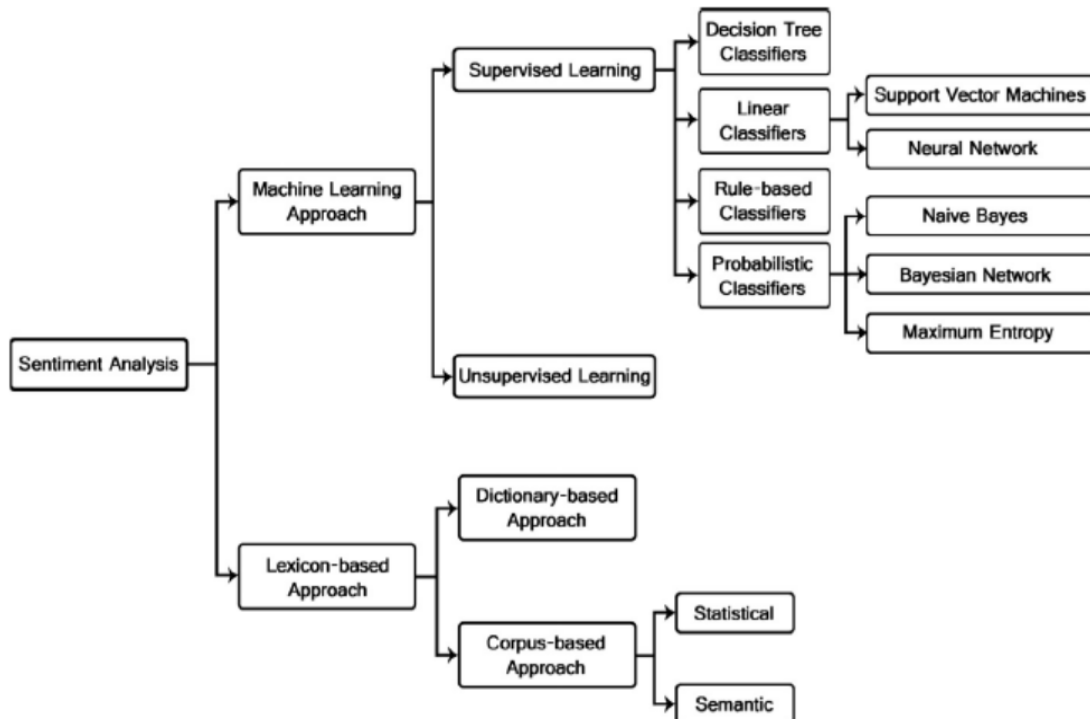 Decision Tree
Classifiers
Supervised Learning
Support Vector Machines
Linear
Classifiers
Neural Network
Machine Learning
Approach
Rule-based
Classifiers
Naive Bayes
Probabilistic
Classifiers
Bayesian Network
Maximum Entropy
Sentiment Analysis
Unsupervised Learning
Dictionary-based
Approach
Lexicon-based
Approach
Statistical
Corpus-based
Approach
Semantic